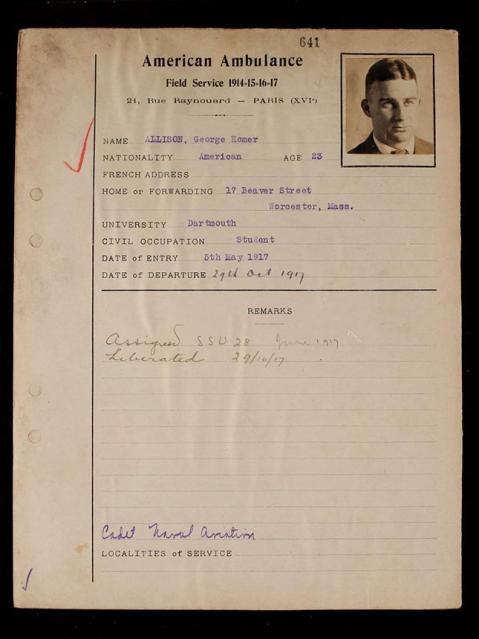 641
American Ambulance
Field Service 1914-15-16-17
21, Rue Raynouard — PARIS (XVIe)
NAME ALLISON, George Homer
NATIONALITY American AGE 23
FRENCH ADDRESS
HOME or FORWARDING 17 Beaver Street
Worcester, Mass.
UNIVERSITY Dartmouth
CIVIL OCCUPATION Student
DATE of ENTRY 5th May 1917
DATE of DEPARTURE 29th Oct 1917
REMARKS
Assigned SSU 28 June 1917
Liberated 29/10/17
Cadet Naval Aviation
LOCALITIES of SERVICE